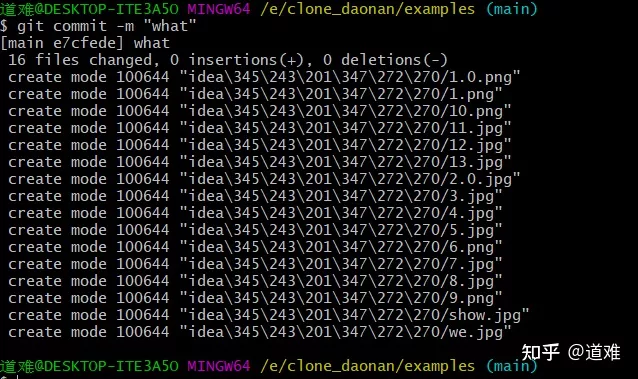 道难@DESKTOP-ITE3A5O MINGW64 /e/clone_daonan/examples (main)
$ git commit -m "what"
[main e7cfede] what
 16 files changed, 0 insertions(+), 0 deletions(-)
 create mode 100644 "idea\345\243\201\347\272\270/1.0.png"
 create mode 100644 "idea\345\243\201\347\272\270/1.png"
 create mode 100644 "idea\345\243\201\347\272\270/10.png"
 create mode 100644 "idea\345\243\201\347\272\270/11.jpg"
 create mode 100644 "idea\345\243\201\347\272\270/12.jpg"
 create mode 100644 "idea\345\243\201\347\272\270/13.jpg"
 create mode 100644 "idea\345\243\201\347\272\270/2.0.jpg"
 create mode 100644 "idea\345\243\201\347\272\270/3.jpg"
 create mode 100644 "idea\345\243\201\347\272\270/4.jpg"
 create mode 100644 "idea\345\243\201\347\272\270/5.jpg"
 create mode 100644 "idea\345\243\201\347\272\270/6.png"
 create mode 100644 "idea\345\243\201\347\272\270/7.jpg"
 create mode 100644 "idea\345\243\201\347\272\270/8.jpg"
 create mode 100644 "idea\345\243\201\347\272\270/9.png"
 create mode 100644 "idea\345\243\201\347\272\270/show.jpg"
 create mode 100644 "idea\345\243\201\347\272\270/we.jpg"
知乎 @道难
道难@DESKTOP-ITE3A5O MINGW64 /e/clone_daonan/examples (main)
$